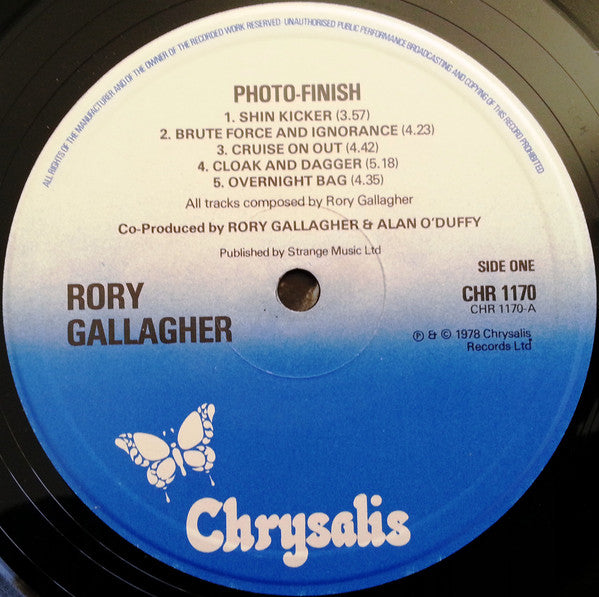 ALL RIGHTS OF THE MANUFACTURER AND OF THE OWNER OF THE RECORDED WORK RESERVED · UNAUTHORISED PUBLIC PERFORMANCE BROADCASTING AND COPYING OF THIS RECORD PROHIBITED
PHOTO-FINISH
1. SHIN KICKER (3.57)
2. BRUTE FORCE AND IGNORANCE (4.23)
3. CRUISE ON OUT (4.42)
4. CLOAK AND DAGGER (5.18)
5. OVERNIGHT BAG (4.35)
All tracks composed by Rory Gallagher
Co-Produced by RORY GALLAGHER & ALAN O'DUFFY
Published by Strange Music Ltd
SIDE ONE
RORY
GALLAGHER
CHR 1170
CHR 1170-A
℗ & © 1978 Chrysalis
Records Ltd
Chrysalis